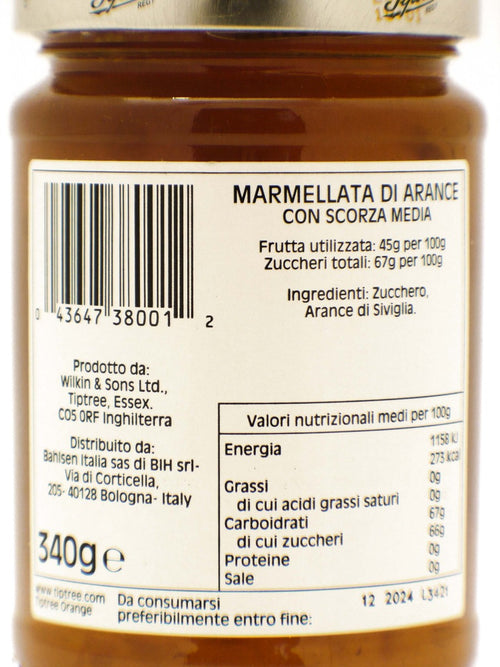 MARMELLATA DI ARANCE
CON SCORZA MEDIA
Frutta utilizzata: 45g per 100g
Zuccheri totali: 67g per 100g
Ingredienti: Zucchero,
Arance di Siviglia.
0 43647 38001 2
Prodotto da:
Wilkin & Sons Ltd.,
Tiptree, Essex.
CO5 0RF Inghilterra
Distribuito da:
Bahlsen Italia sas di BIH srl-
Via di Corticella,
205- 40128 Bologna- Italy
340g e
www.tiptree.com
Tiptree Orange
Valori nutrizionali medi per 100g
Energia 1158 kJ
273 kcal
Grassi 0g
di cui acidi grassi saturi 0g
Carboidrati 67g
di cui zuccheri 66g
Proteine 0g
Sale 0g
Da consumarsi
preferibilmente entro fine:
12 2024 L3421